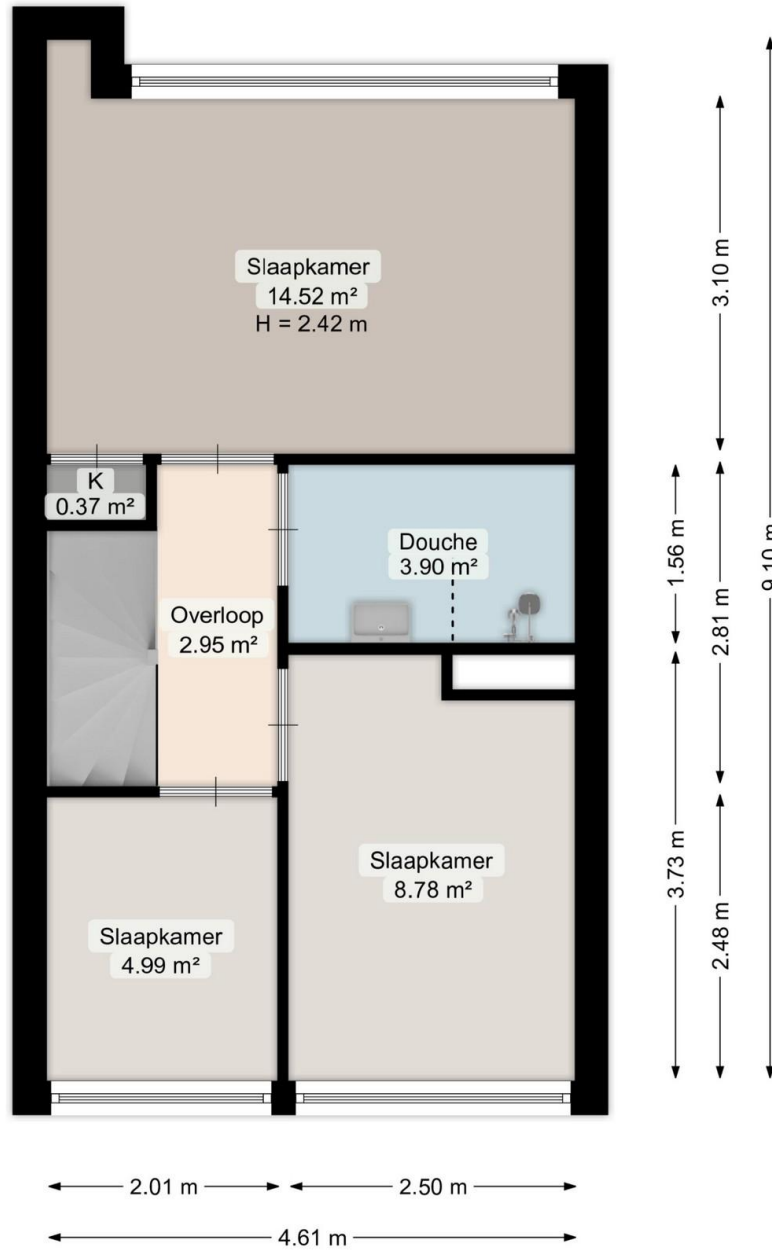 Slaapkamer
14.52 m²
H = 2.42 m
K
0.37 m²
Douche
3.90 m²
Overloop
2.95 m²
Slaapkamer
8.78 m²
Slaapkamer
4.99 m²
3.10 m
9.10 m
1.56 m
2.81 m
3.73 m
2.48 m
2.01 m
2.50 m
4.61 m